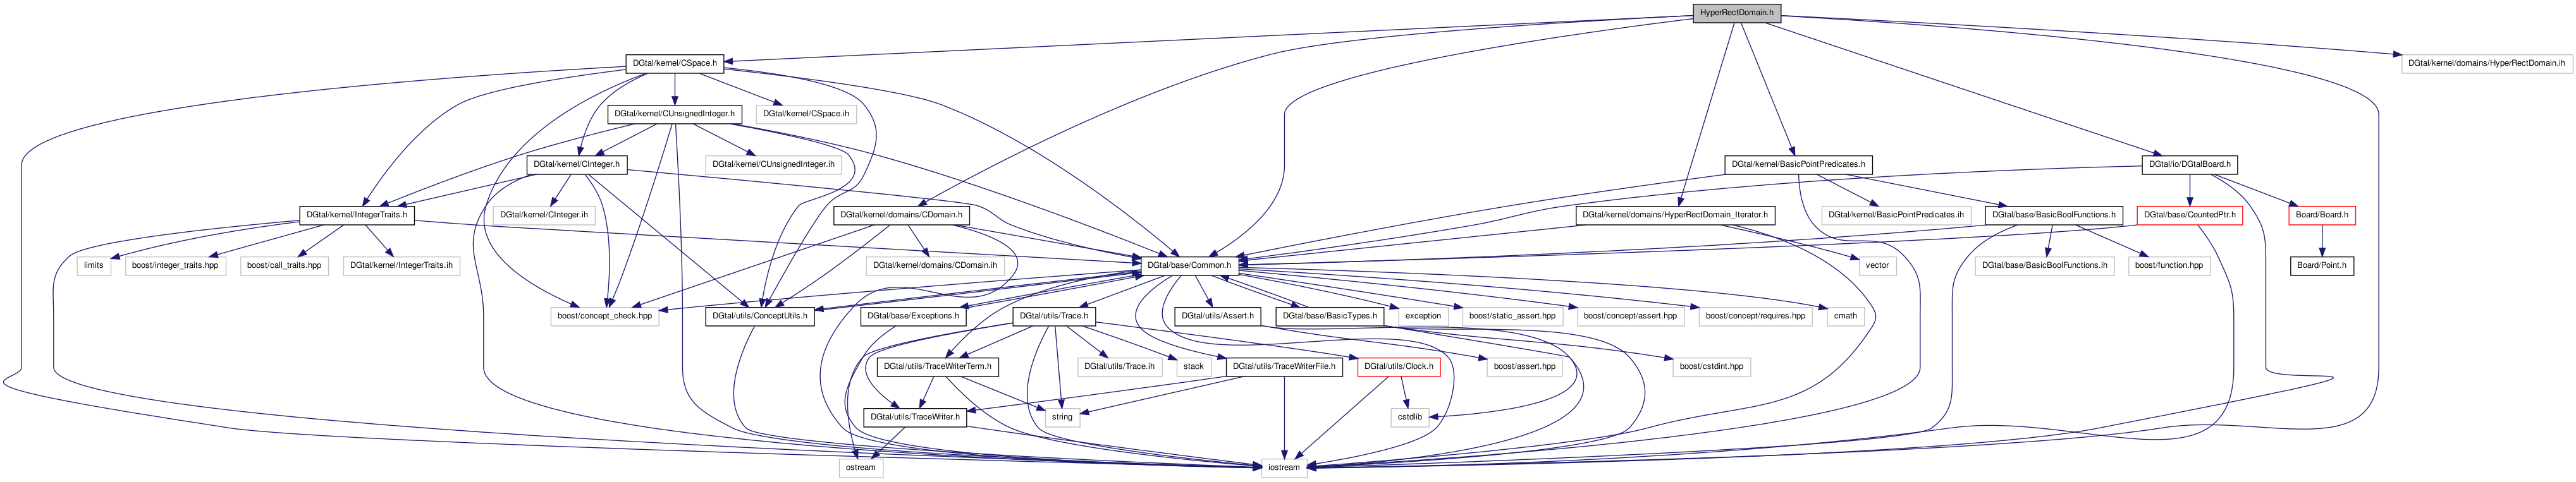 HyperRectDomain.h
DGtal/kernel/CSpace.h
DGtal/kernel/domains/HyperRectDomain.ih
DGtal/kernel/CUnsignedInteger.h
DGtal/kernel/CSpace.ih
DGtal/kernel/CInteger.h
DGtal/kernel/CUnsignedInteger.ih
DGtal/kernel/BasicPointPredicates.h
DGtal/io/DGtalBoard.h
DGtal/kernel/IntegerTraits.h
DGtal/kernel/CInteger.ih
DGtal/kernel/domains/CDomain.h
DGtal/kernel/domains/HyperRectDomain_Iterator.h
DGtal/kernel/BasicPointPredicates.ih
DGtal/base/BasicBoolFunctions.h
DGtal/base/CountedPtr.h
Board/Board.h
limits
boost/integer_traits.hpp
boost/call_traits.hpp
DGtal/kernel/IntegerTraits.ih
DGtal/kernel/domains/CDomain.ih
DGtal/base/Common.h
vector
DGtal/base/BasicBoolFunctions.ih
boost/function.hpp
Board/Point.h
boost/concept_check.hpp
DGtal/utils/ConceptUtils.h
DGtal/base/Exceptions.h
DGtal/utils/Trace.h
DGtal/utils/Assert.h
DGtal/base/BasicTypes.h
exception
boost/static_assert.hpp
boost/concept/assert.hpp
boost/concept/requires.hpp
cmath
DGtal/utils/TraceWriterTerm.h
DGtal/utils/Trace.ih
stack
DGtal/utils/TraceWriterFile.h
DGtal/utils/Clock.h
boost/assert.hpp
boost/cstdint.hpp
DGtal/utils/TraceWriter.h
string
cstdlib
ostream
iostream